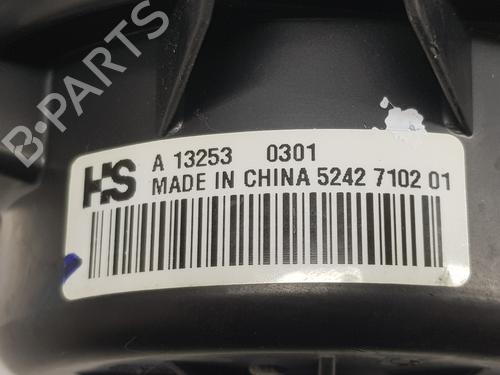 B-PARTS
HS
A 13253 0301
MADE IN CHINA 5242 7102 01